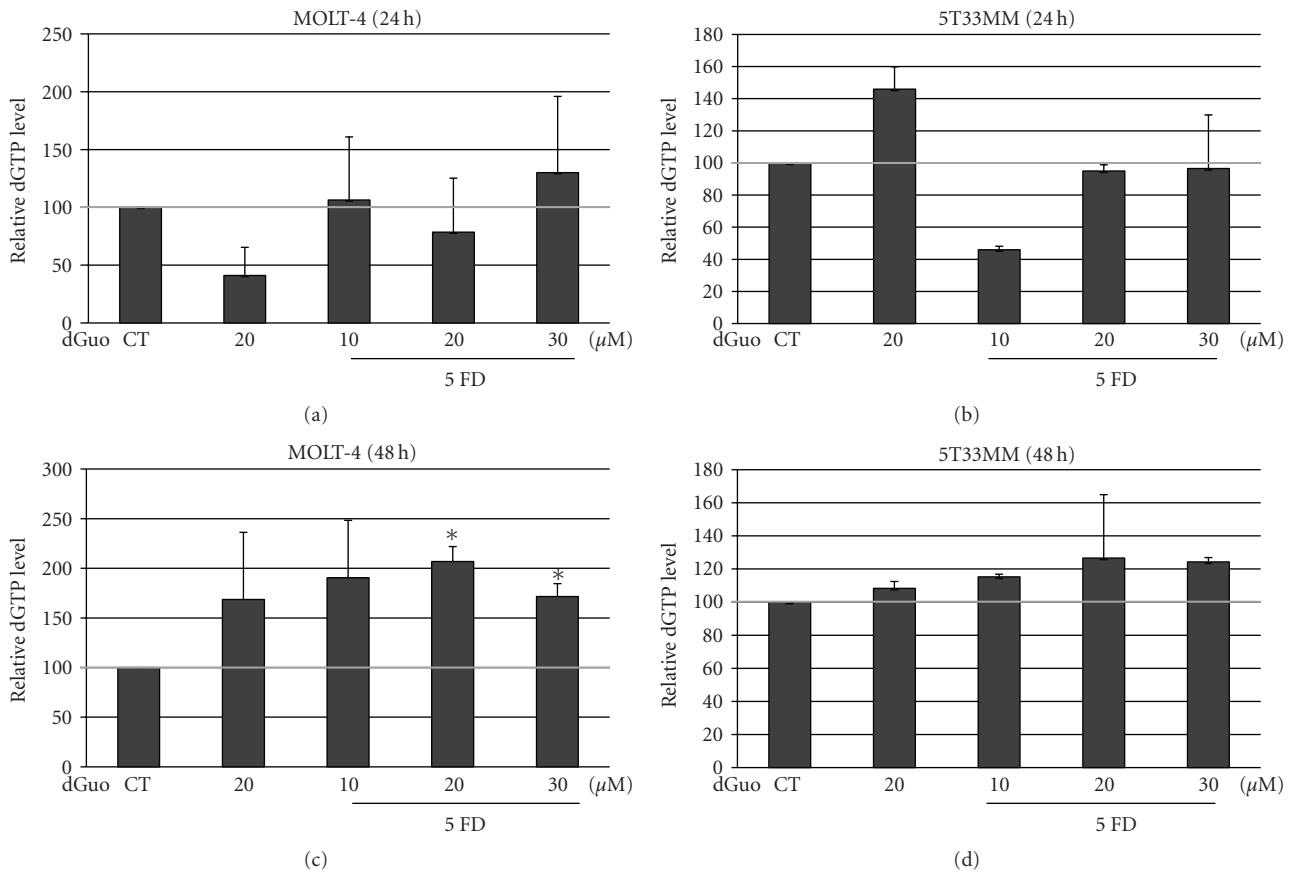 MOLT-4 (24 h)
Relative dGTP level
250
200
150
100
50
0
dGuo CT 20 10 20 30 (µM)
5 FD
(a)
5T33MM (24 h)
Relative dGTP level
180
160
140
120
100
80
60
40
20
0
dGuo CT 20 10 20 30 (µM)
5 FD
(b)
MOLT-4 (48 h)
Relative dGTP level
300
250
200
150
100
50
0
* *
dGuo CT 20 10 20 30 (µM)
5 FD
(c)
5T33MM (48 h)
Relative dGTP level
180
160
140
120
100
80
60
40
20
0
dGuo CT 20 10 20 30 (µM)
5 FD
(d)